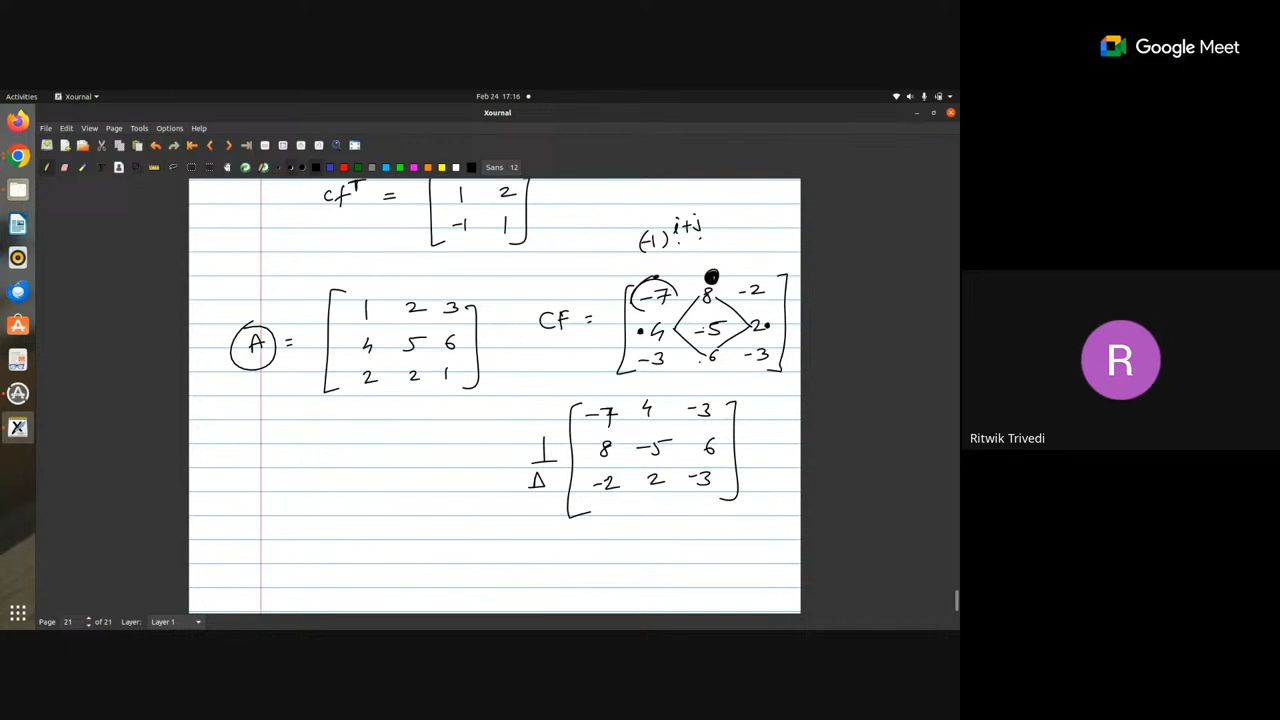 Google Meet
Activities Xournal Feb 24 17:16
Xournal
File Edit View Page Tools Options Help
Sans 12
cf^T = [ 1 2
-1 1 ]
(-1)^{i+j}
A = [ 1 2 3
4 5 6
2 2 1 ]
CF = [ -7 8 -2
4 -5 2
-3 6 -3 ]
1/Δ [ -7 4 -3
8 -5 6
-2 2 -3 ]
R
Ritwik Trivedi
Page 21 of 21 Layer: Layer 1